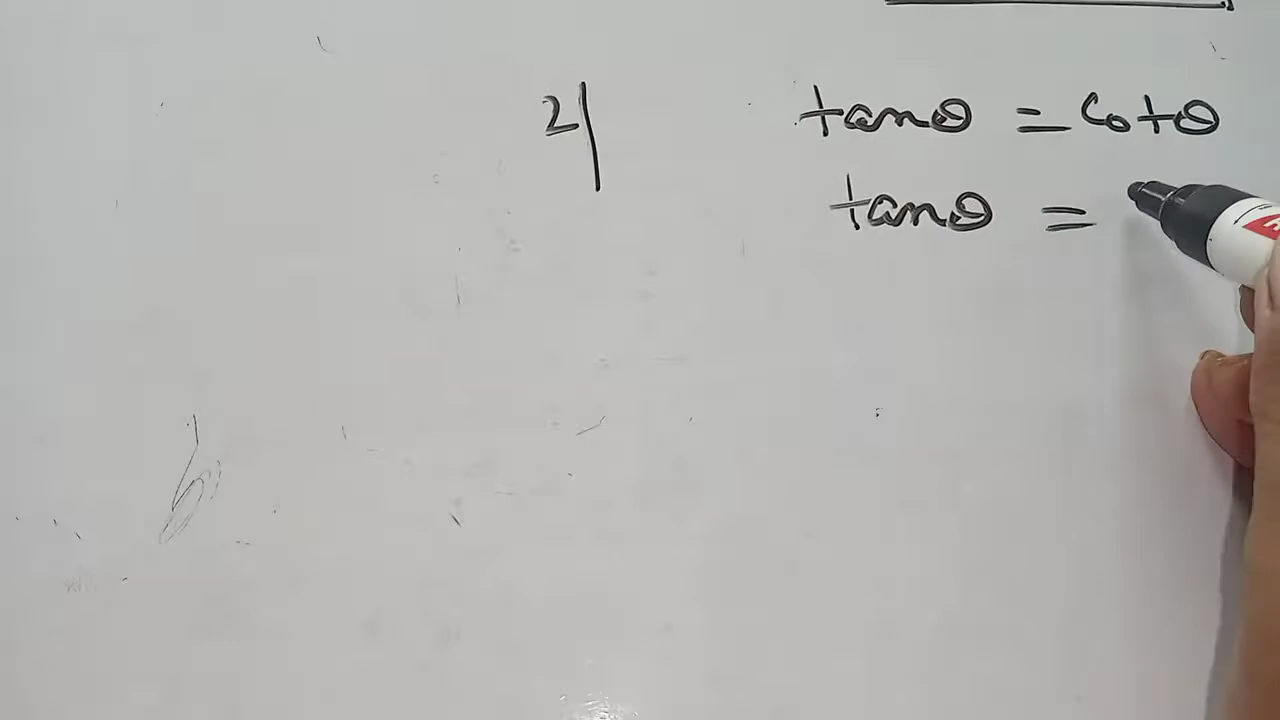 2| tanθ = cotθ
tanθ =